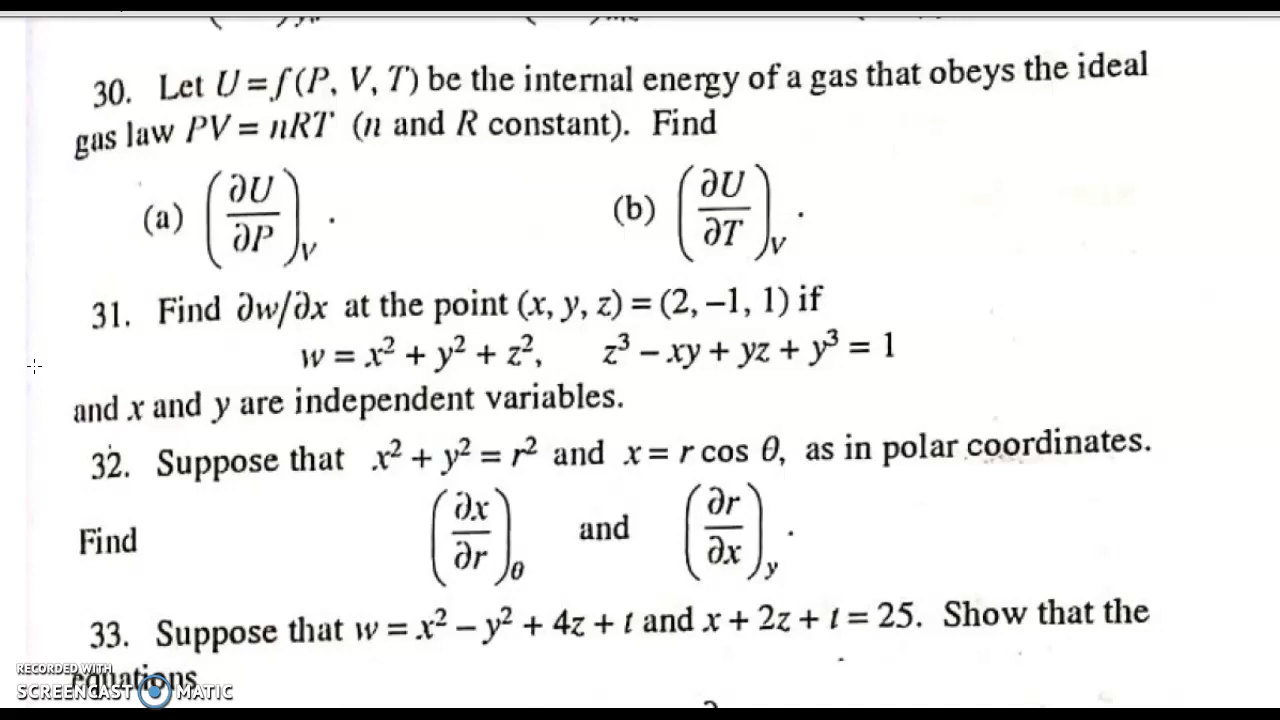 30. Let U = f(P, V, T) be the internal energy of a gas that obeys the ideal
gas law PV = nRT (n and R constant). Find
(a) (∂U/∂P)_V. (b) (∂U/∂T)_V.
31. Find ∂w/∂x at the point (x, y, z) = (2, –1, 1) if
w = x² + y² + z², z³ – xy + yz + y³ = 1
and x and y are independent variables.
32. Suppose that x² + y² = r² and x = r cos θ, as in polar coordinates.
Find (∂x/∂r)_θ and (∂r/∂x)_y.
33. Suppose that w = x² – y² + 4z + t and x + 2z + t = 25. Show that the
equations
RECORDED WITH
SCREENCAST MATIC